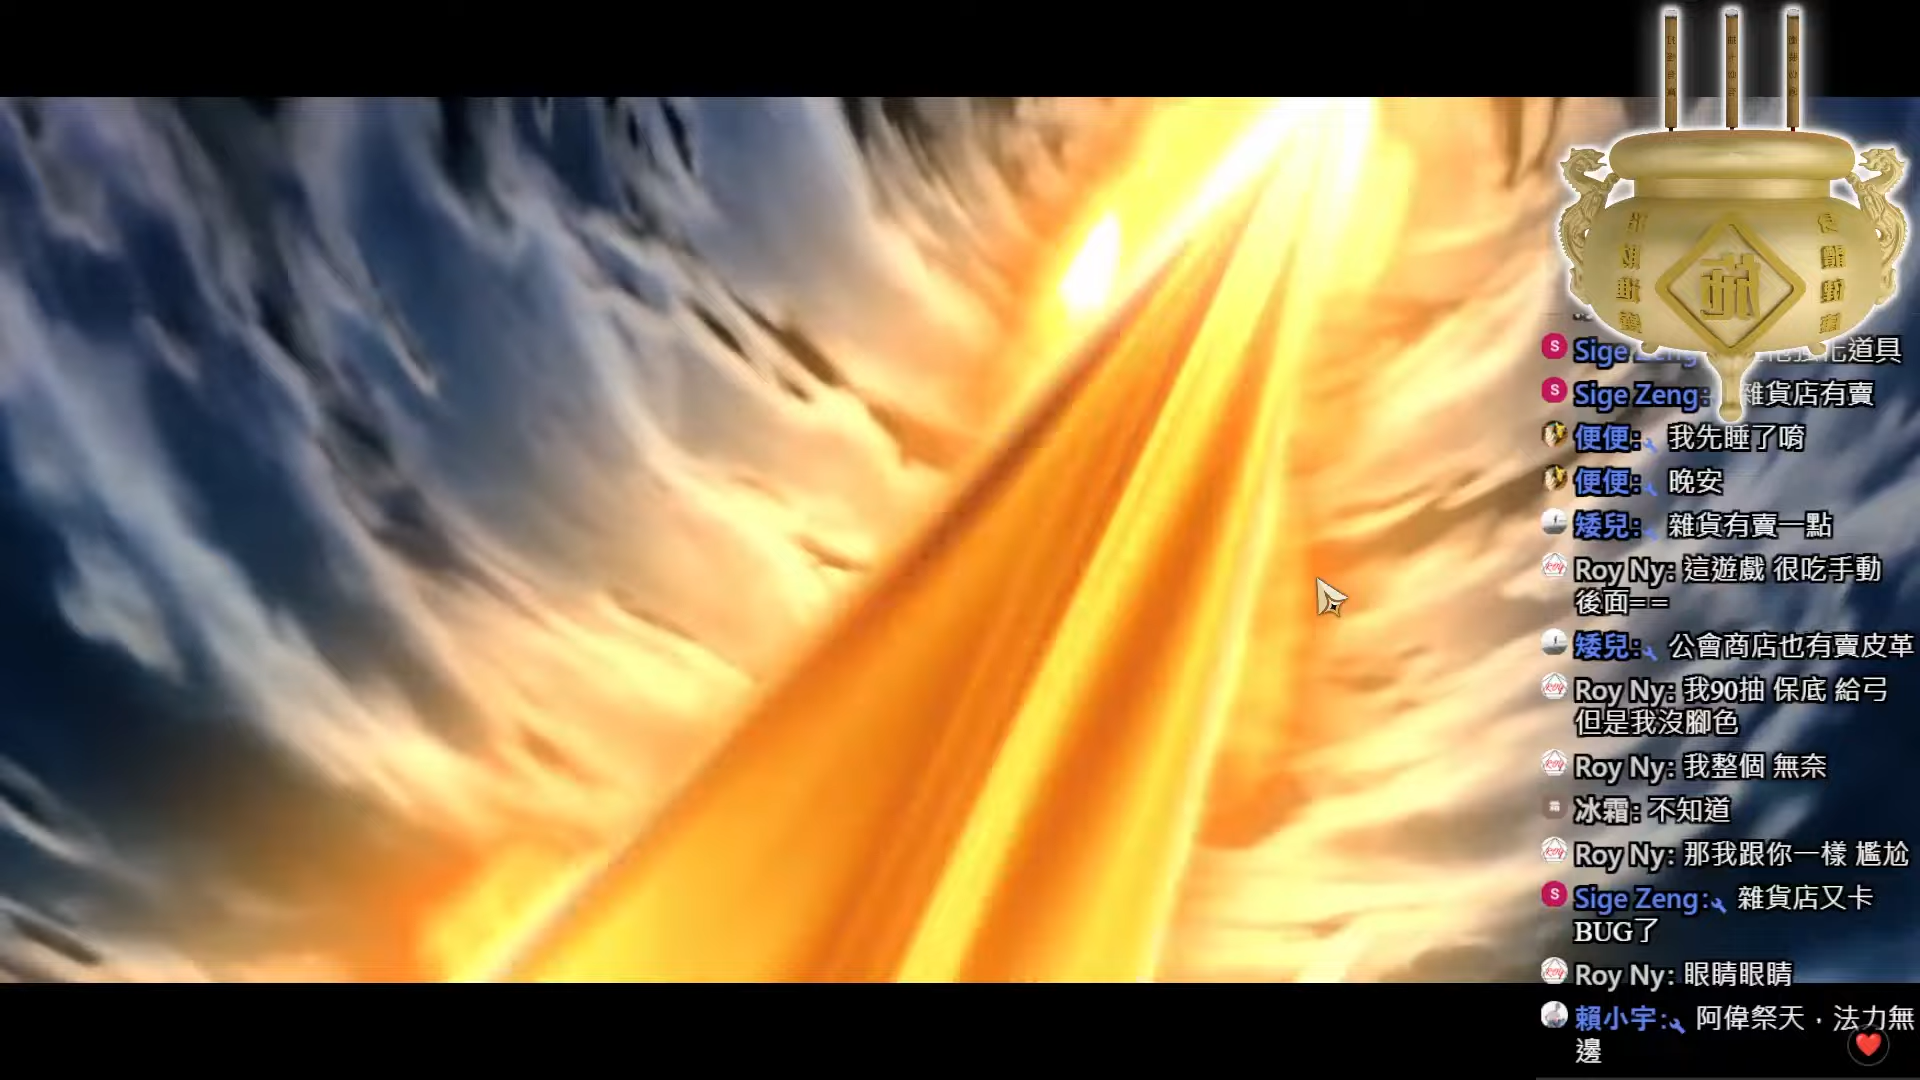 道具
Sige Zeng: 雜貨店有賣
便便: 我先睡了唷
便便: 晚安
矮兒: 雜貨有賣一點
Roy Ny: 這遊戲 很吃手動
後面==
矮兒: 公會商店也有賣皮革
Roy Ny: 我90抽 保底 給弓
但是我沒腳色
Roy Ny: 我整個 無奈
冰霜: 不知道
Roy Ny: 那我跟你一樣 尷尬
Sige Zeng: 雜貨店又卡
BUG了
Roy Ny: 眼睛眼睛
賴小宇: 阿偉祭天，法力無
邊